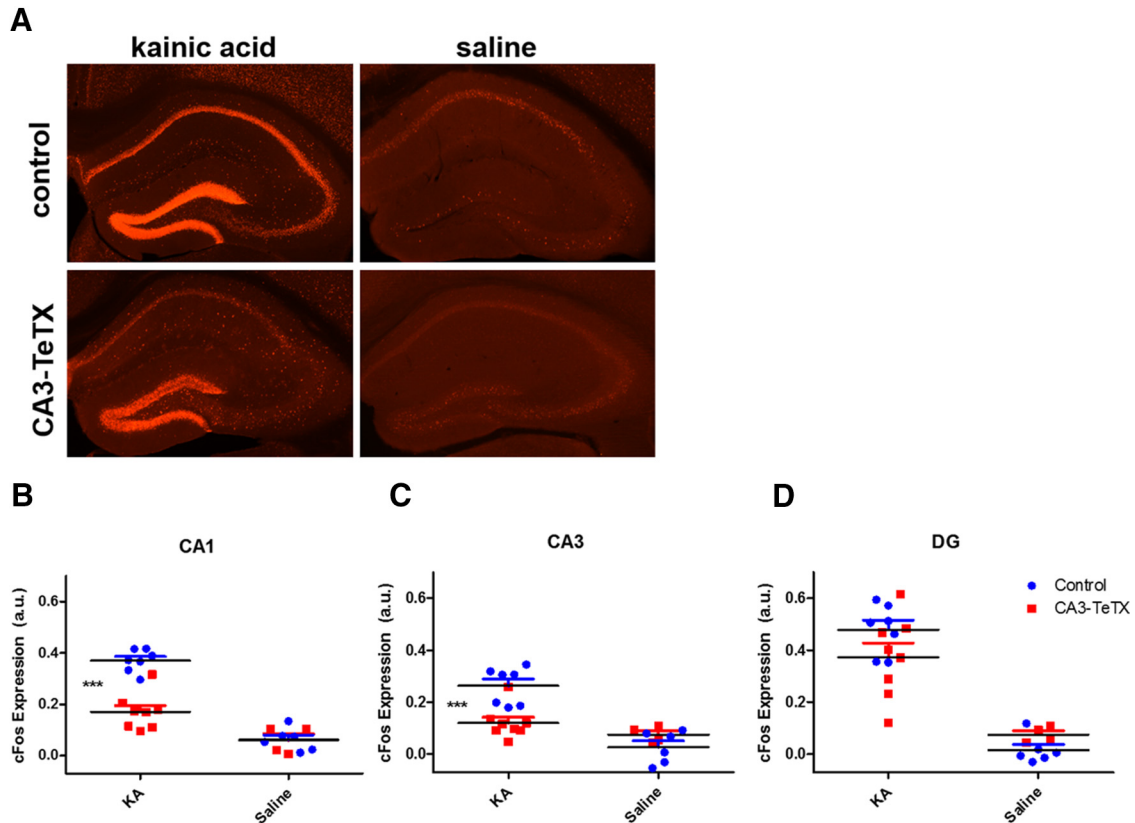 A
kainic acid
saline
control
CA3-TeTX
B
C
D
CA1
CA3
DG
cFos Expression (a.u.)
0.6
0.4
0.2
0.0
***
KA
Saline
cFos Expression (a.u.)
0.6
0.4
0.2
0.0
***
KA
Saline
cFos Expression (a.u.)
0.6
0.4
0.2
0.0
KA
Saline
Control
CA3-TeTX